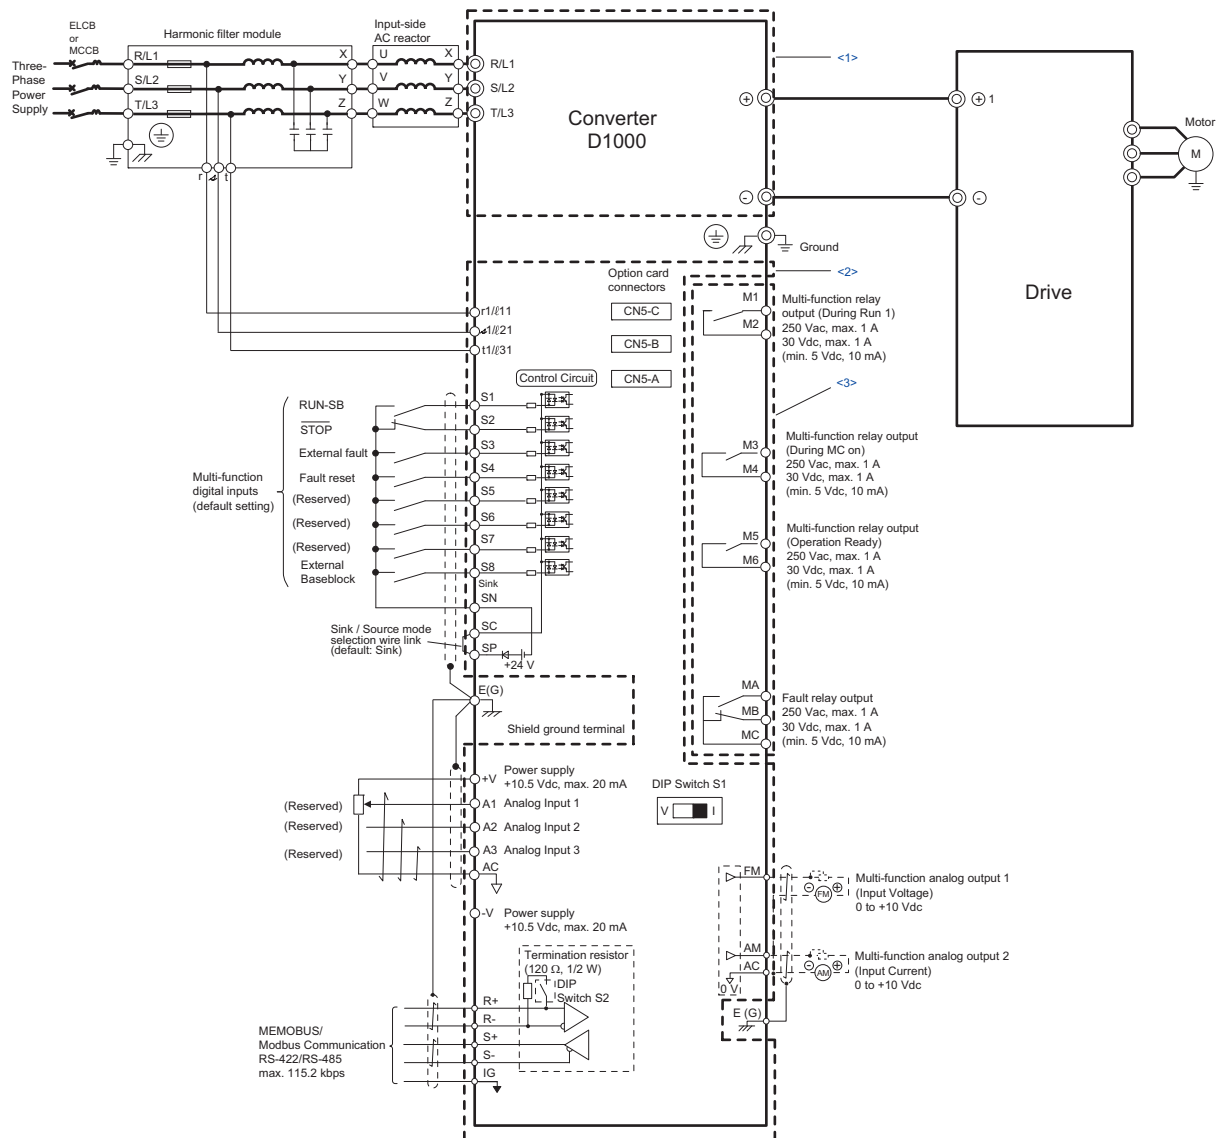 ELCB
or
MCCB
Three-
Phase
Power
Supply
Harmonic filter module
R/L1
S/L2
T/L3
X
Y
Z
r
t
Input-side
AC reactor
U
V
W
X
Y
Z
R/L1
S/L2
T/L3
Converter
D1000
+
-
<1>
+ 1
-
Drive
Motor
M
Ground
<2>
Option card
connectors
CN5-C
CN5-B
CN5-A
r1/ℓ11
1/ℓ21
t1/ℓ31
Control Circuit
M1
M2
Multi-function relay
output (During Run 1)
250 Vac, max. 1 A
30 Vdc, max. 1 A
(min. 5 Vdc, 10 mA)
<3>
M3
M4
Multi-function relay output
(During MC on)
250 Vac, max. 1 A
30 Vdc, max. 1 A
(min. 5 Vdc, 10 mA)
M5
M6
Multi-function relay output
(Operation Ready)
250 Vac, max. 1 A
30 Vdc, max. 1 A
(min. 5 Vdc, 10 mA)
MA
MB
MC
Fault relay output
250 Vac, max. 1 A
30 Vdc, max. 1 A
(min. 5 Vdc, 10 mA)
Multi-function
digital inputs
(default setting)
RUN-SB
STOP
External fault
Fault reset
(Reserved)
(Reserved)
(Reserved)
External
Baseblock
S1
S2
S3
S4
S5
S6
S7
S8
Sink
SN
SC
SP
+24 V
Sink / Source mode
selection wire link
(default: Sink)
E(G)
Shield ground terminal
+V
Power supply
+10.5 Vdc, max. 20 mA
(Reserved)
A1 Analog Input 1
(Reserved)
A2 Analog Input 2
(Reserved)
A3 Analog Input 3
AC
-V
Power supply
+10.5 Vdc, max. 20 mA
DIP Switch S1
V
I
FM
- FM +
Multi-function analog output 1
(Input Voltage)
0 to +10 Vdc
AM
AC
0 V
- AM +
Multi-function analog output 2
(Input Current)
0 to +10 Vdc
E (G)
Termination resistor
(120 Ω, 1/2 W)
DIP
Switch S2
R+
R-
S+
S-
IG
MEMOBUS/
Modbus Communication
RS-422/RS-485
max. 115.2 kbps